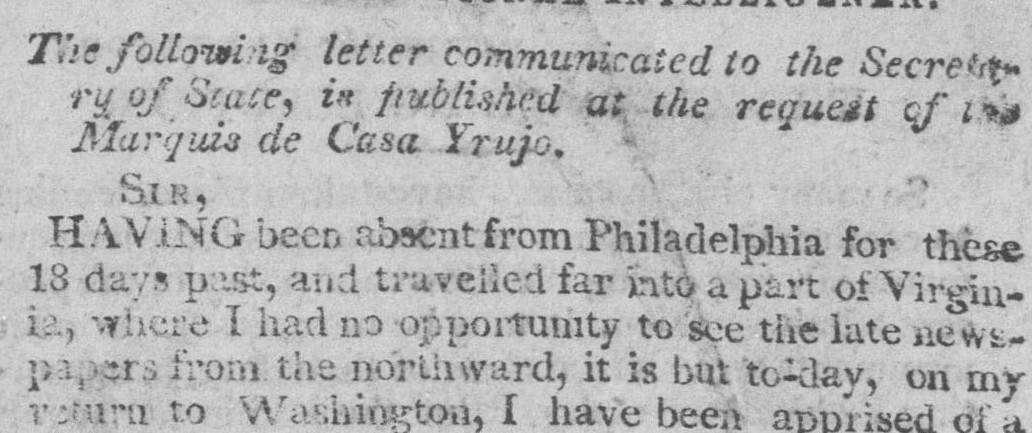 The following letter communicated to the Secreta-
ry of State, is published at the request of the
Marquis de Casa Yrujo.
SIR,
HAVING been absent from Philadelphia for these
18 days past, and travelled far into a part of Virgin-
ia, where I had no opportunity to see the late news-
papers from the northward, it is but to-day, on my
return to Washington, I have been apprised of a